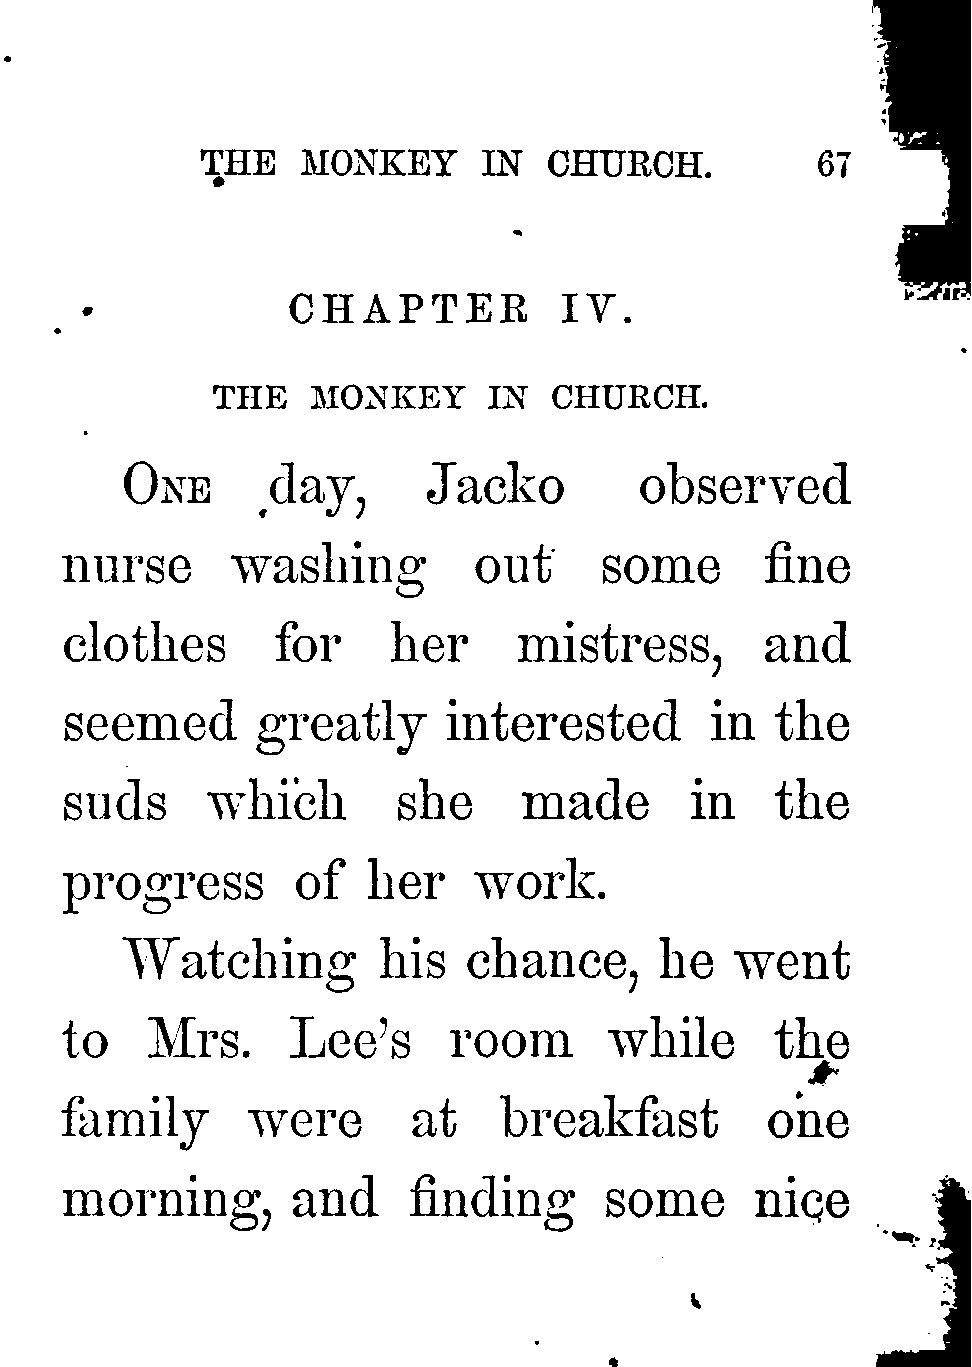 THE MONKEY IN CHURCH. 67
CHAPTER IV.
THE MONKEY IN CHURCH.
ONE day, Jacko observed
nurse washing out some fine
clothes for her mistress, and
seemed greatly interested in the
suds which she made in the
progress of her work.
Watching his chance, he went
to Mrs. Lee's room while the
family were at breakfast one
morning, and finding some nice